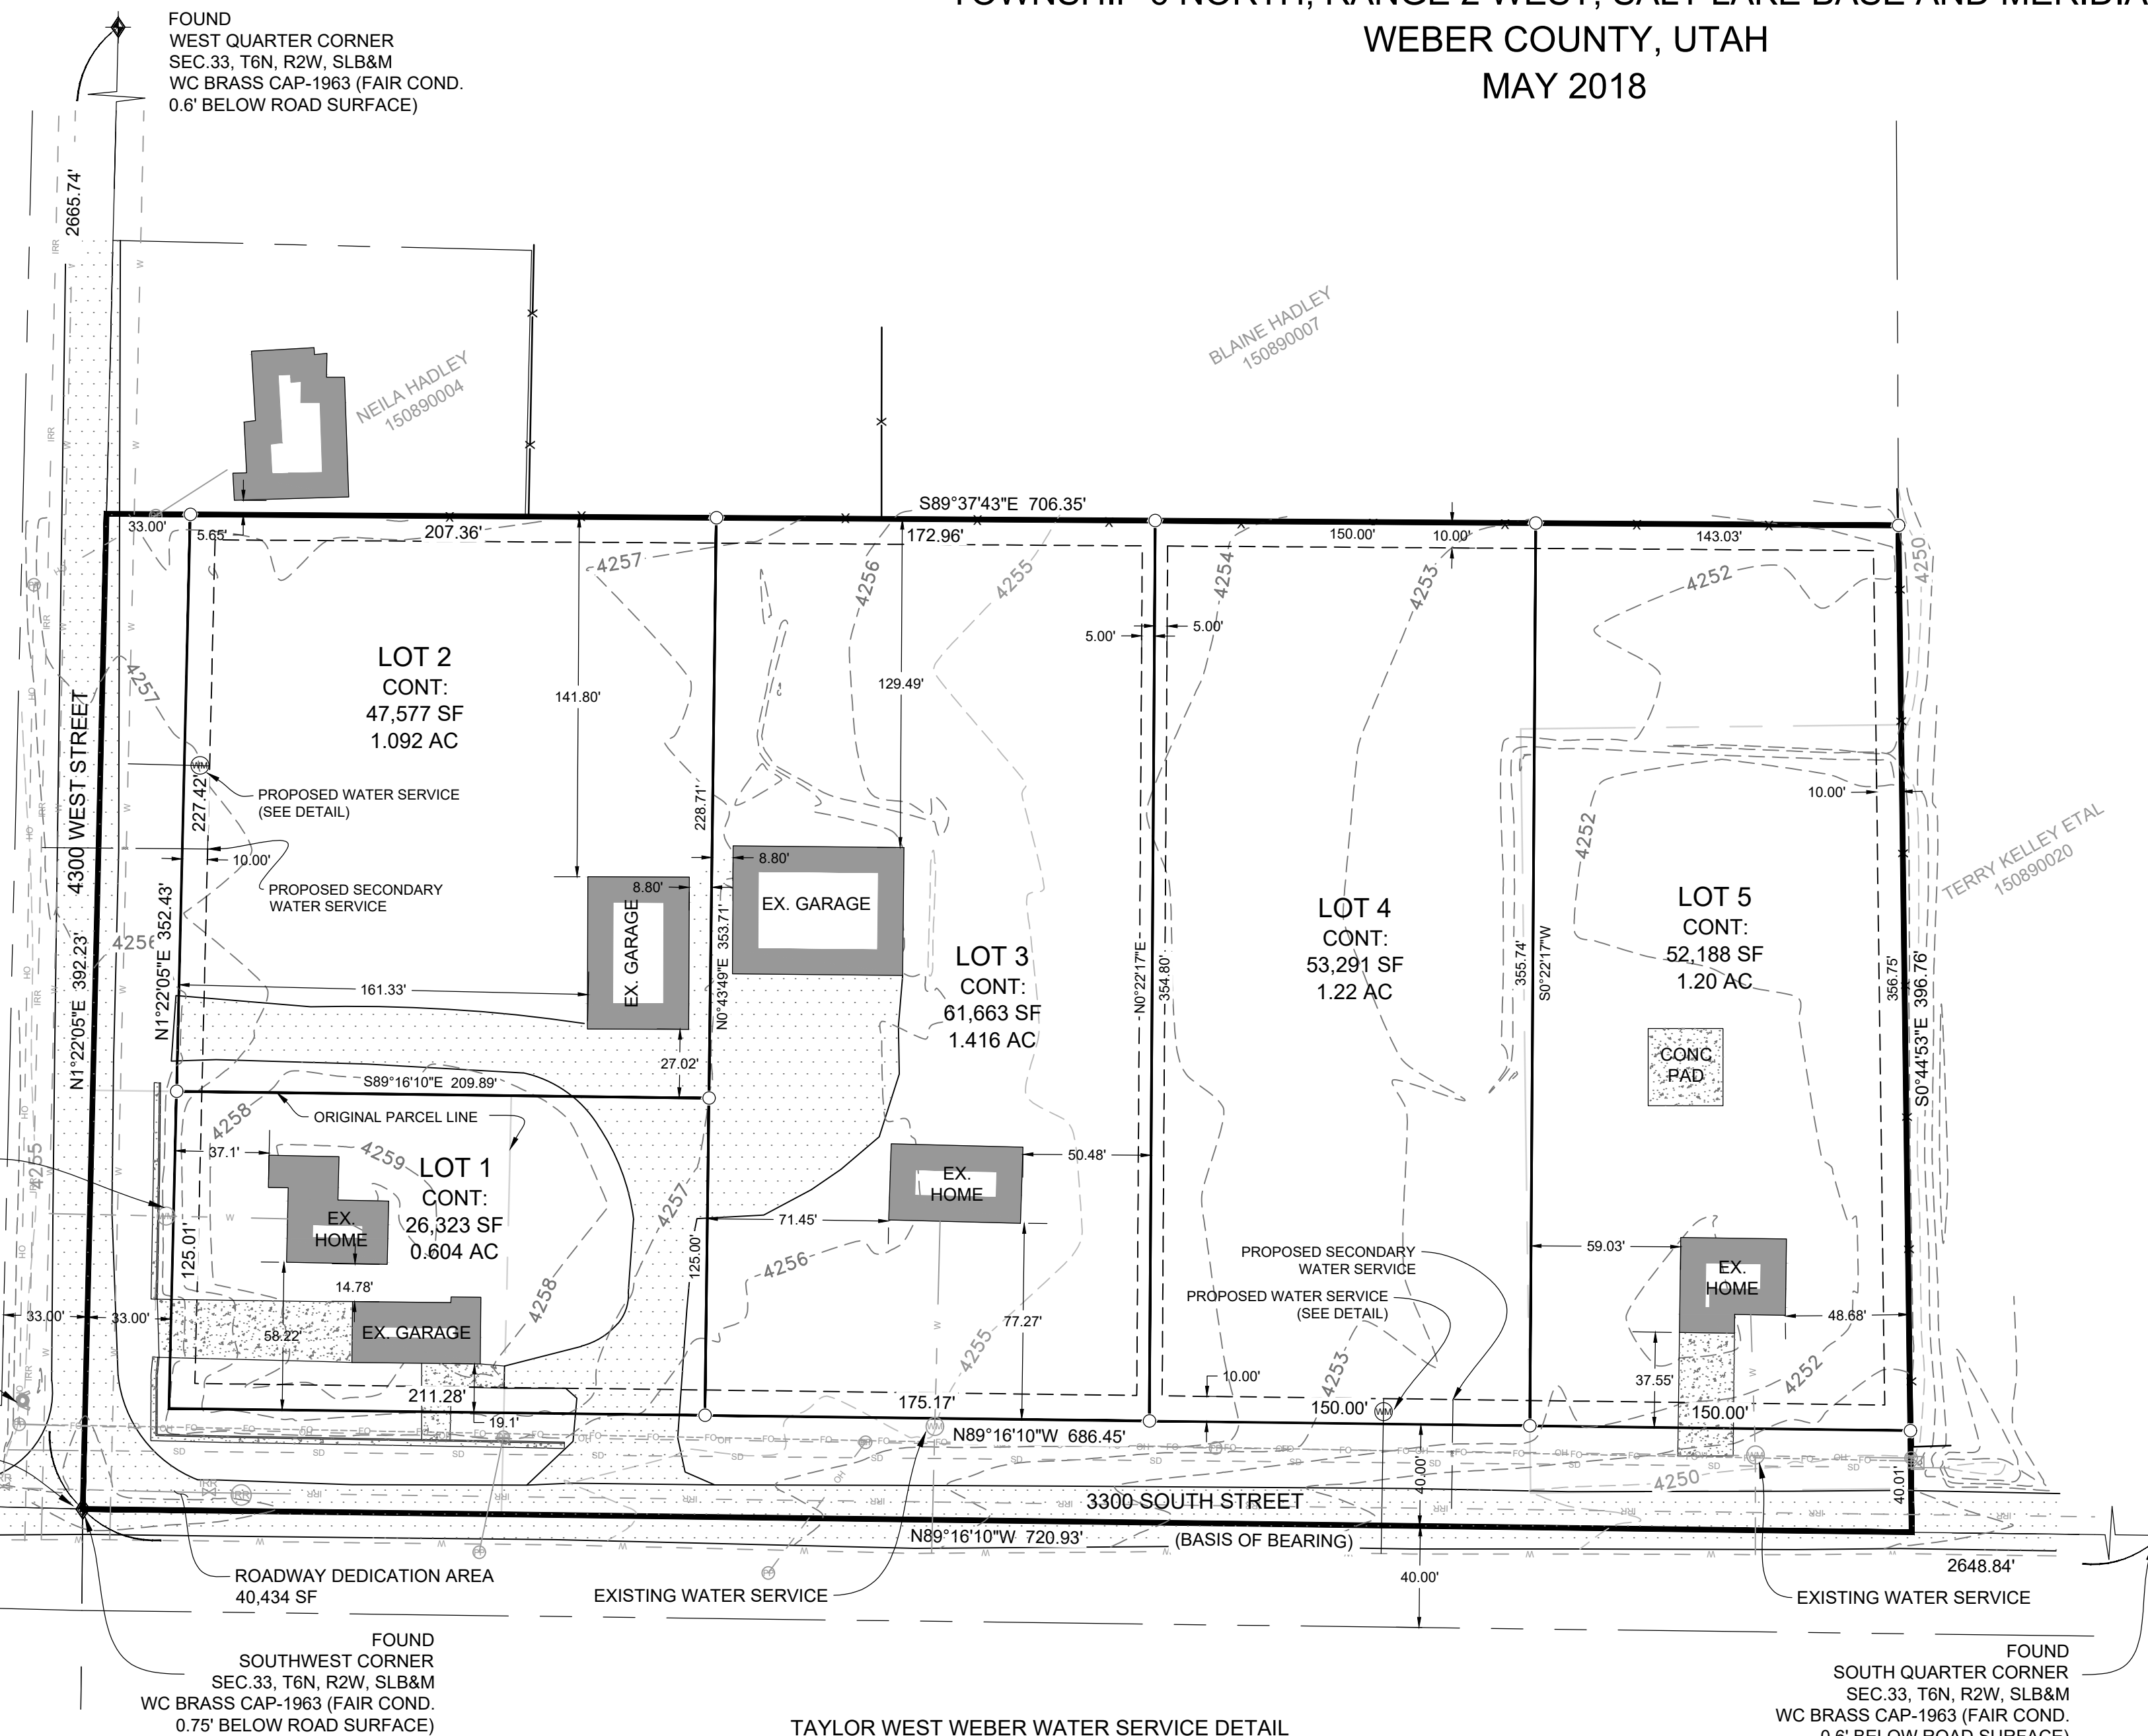 FOUND
WEST QUARTER CORNER
SEC.33, T6N, R2W, SLB&M
WC BRASS CAP-1963 (FAIR COND.
0.6' BELOW ROAD SURFACE)
WEBER COUNTY, UTAH
MAY 2018
2665.74'
NEILA HADLEY
150890004
BLAINE HADLEY
150890007
S89°37'43"E 706.35'
33.00'
5.65'
207.36'
172.96'
150.00'
10.00'
143.03'
4257
4256
4255
4254
4253
4252
4250
5.00'
5.00'
LOT 2
CONT:
47,577 SF
1.092 AC
141.80'
129.49'
4257
4300 WEST STREET
227.42'
PROPOSED WATER SERVICE
(SEE DETAIL)
WM
228.71'
10.00'
10.00'
8.80'
8.80'
PROPOSED SECONDARY
WATER SERVICE
EX. GARAGE
EX. GARAGE
4252
TERRY KELLEY ETAL
150890020
N1°22'05"E 392.23'
N1°22'05"E 352.43'
4256
N0°43'49"E 353.71'
161.33'
27.02'
LOT 3
CONT:
61,663 SF
1.416 AC
N0°22'17"E
354.80'
LOT 4
CONT:
53,291 SF
1.22 AC
355.74'
S0°22'17"W
LOT 5
CONT:
52,188 SF
1.20 AC
356.75'
S0°44'53"E 396.76'
CONC
PAD
S89°16'10"E 209.89'
ORIGINAL PARCEL LINE
4258
37.1'
4259
4255
LOT 1
CONT:
26,323 SF
0.604 AC
EX.
HOME
125.01'
14.78'
58.22'
EX. GARAGE
4258
4257
125.00'
71.45'
4256
EX.
HOME
50.48'
77.27'
4255
33.00'
33.00'
211.28'
19.1'
175.17'
N89°16'10"W 686.45'
PROPOSED SECONDARY
WATER SERVICE
PROPOSED WATER SERVICE
(SEE DETAIL)
10.00'
4253
150.00'
WM
59.03'
EX.
HOME
48.68'
37.55'
4252
150.00'
4250
40.00'
40.01'
3300 SOUTH STREET
N89°16'10"W 720.93'
(BASIS OF BEARING)
40.00'
2648.84'
ROADWAY DEDICATION AREA
40,434 SF
EXISTING WATER SERVICE
EXISTING WATER SERVICE
FOUND
SOUTHWEST CORNER
SEC.33, T6N, R2W, SLB&M
WC BRASS CAP-1963 (FAIR COND.
0.75' BELOW ROAD SURFACE)
FOUND
SOUTH QUARTER CORNER
SEC.33, T6N, R2W, SLB&M
WC BRASS CAP-1963 (FAIR COND.
TAYLOR WEST WEBER WATER SERVICE DETAIL